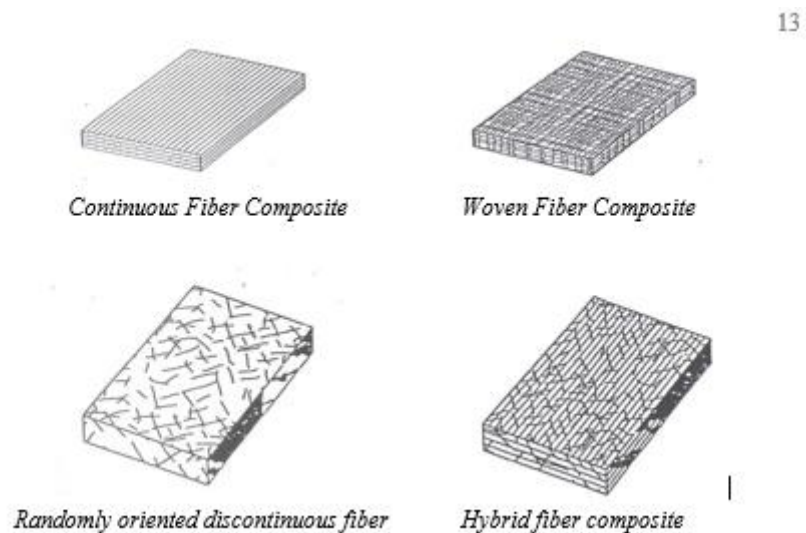 13
Continuous Fiber Composite
Woven Fiber Composite
Randomly oriented discontinuous fiber
Hybrid fiber composite